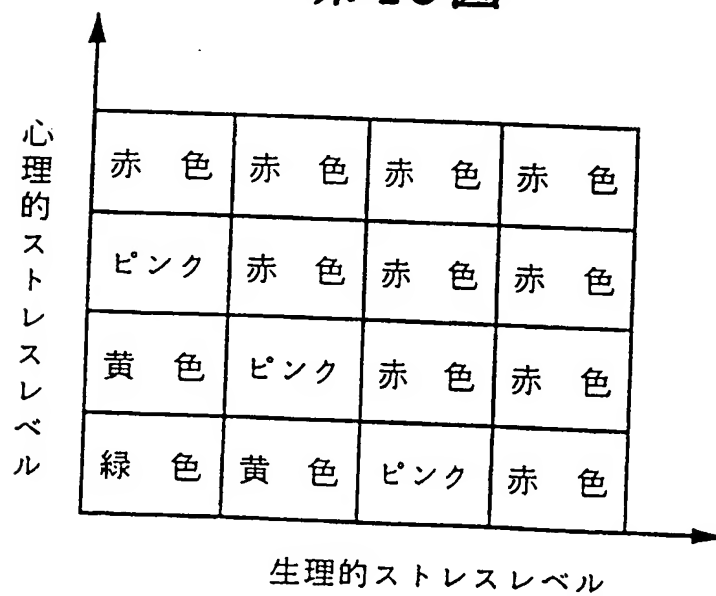 心理的ストレスレベル
赤色 赤色 赤色 赤色
ピンク 赤色 赤色 赤色
黄色 ピンク 赤色 赤色
緑色 黄色 ピンク 赤色
生理的ストレスレベル